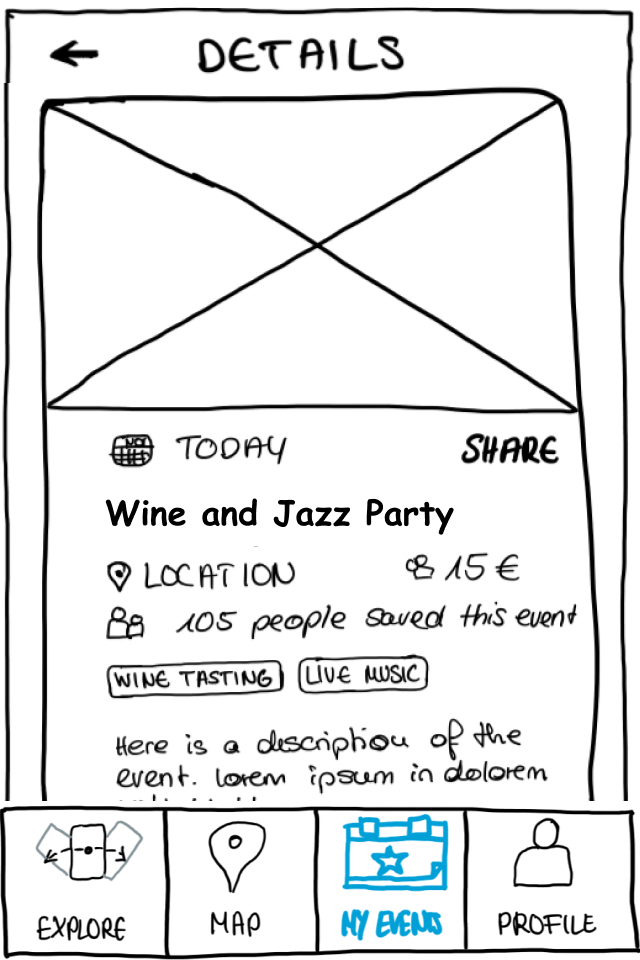 DETAILS
TODAY SHARE
Wine and Jazz Party
LOCATION 15 €
105 people saved this event
WINE TASTING LIVE MUSIC
Here is a description of the
event. Lorem ipsum in dolorem
EXPLORE MAP MY EVENTS PROFILE